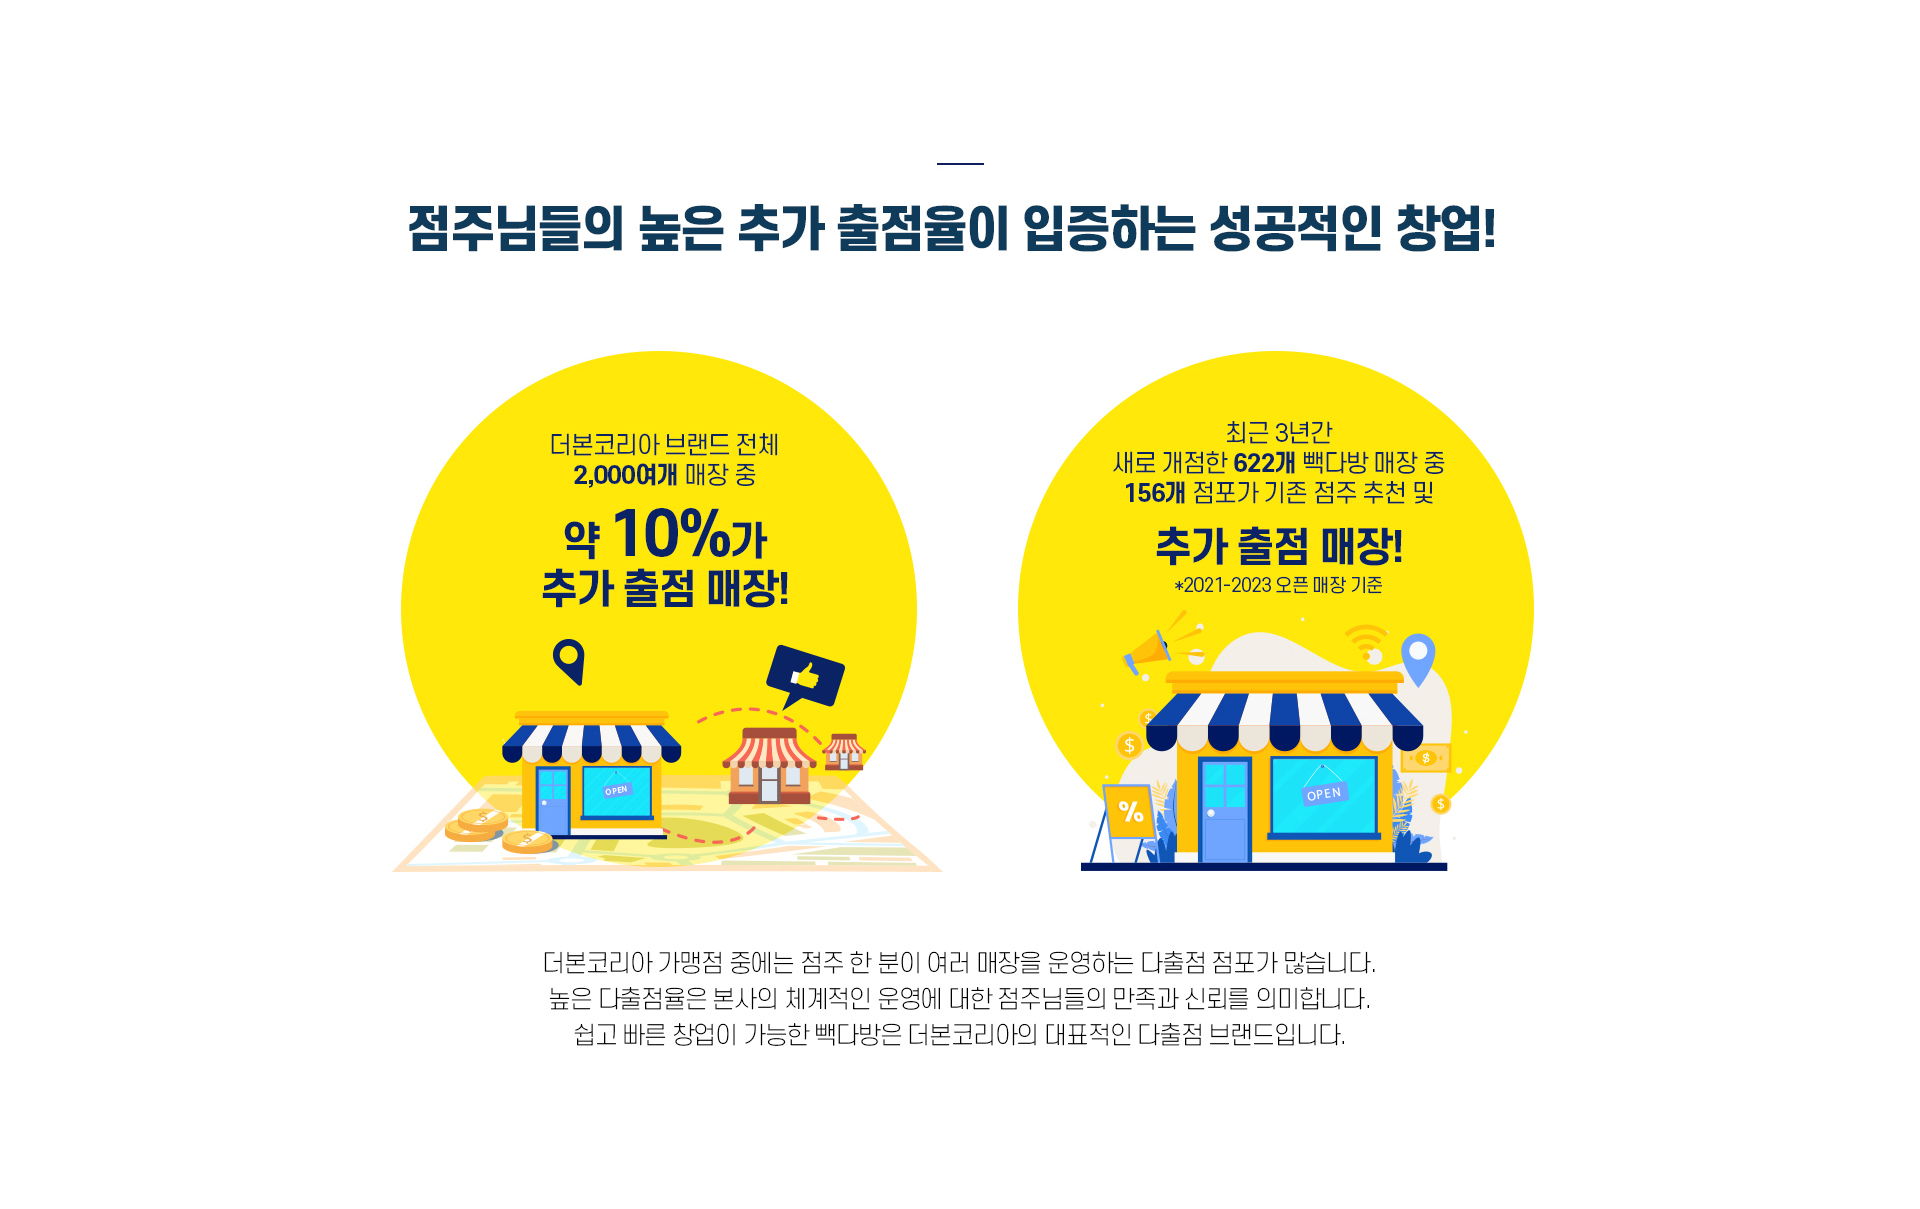 점주님들의 높은 추가 출점율이 입증하는 성공적인 창업!
더본코리아 브랜드 전체
2,000여개 매장 중
약 10%가
추가 출점 매장!
OPEN
$
$
최근 3년간
새로 개점한 622개 빽다방 매장 중
156개 점포가 기존 점주 추천 및
추가 출점 매장!
*2021-2023 오픈 매장 기준
$
$
$
$
%
OPEN
더본코리아 가맹점 중에는 점주 한 분이 여러 매장을 운영하는 다출점 점포가 많습니다.
높은 다출점율은 본사의 체계적인 운영에 대한 점주님들의 만족과 신뢰를 의미합니다.
쉽고 빠른 창업이 가능한 빽다방은 더본코리아의 대표적인 다출점 브랜드입니다.